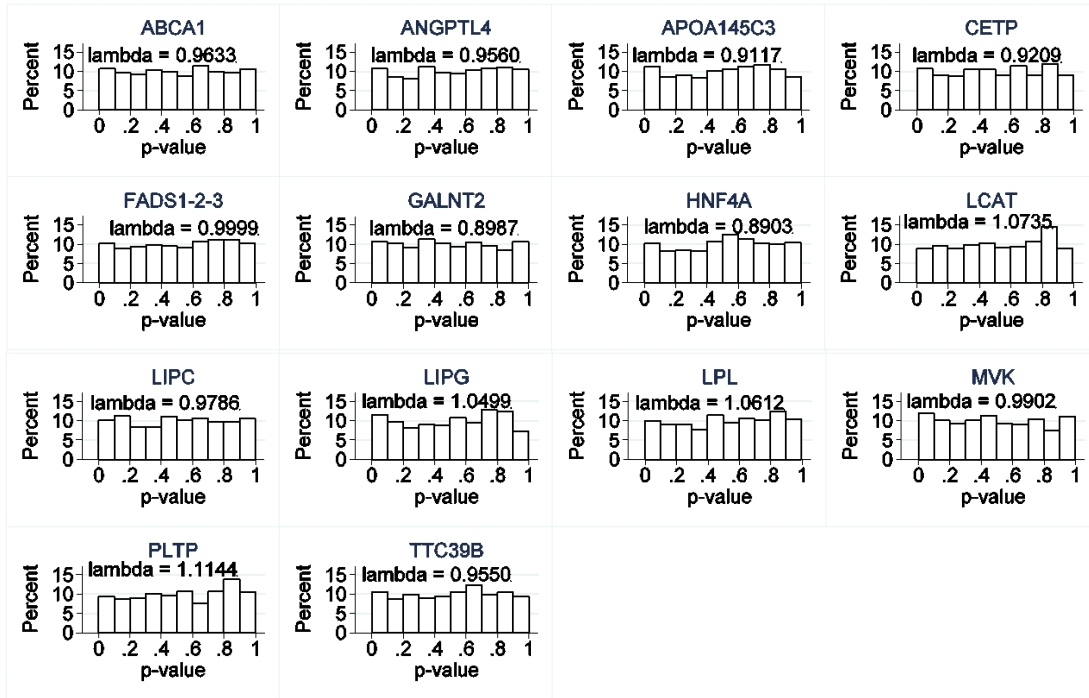 ABCA1
lambda = 0.9633
Percent
15
10
5
0
0 .2 .4 .6 .8 1
p-value
ANGPTL4
lambda = 0.9560
Percent
15
10
5
0
0 .2 .4 .6 .8 1
p-value
APOA145C3
lambda = 0.9117
Percent
15
10
5
0
0 .2 .4 .6 .8 1
p-value
CETP
lambda = 0.9209
Percent
15
10
5
0
0 .2 .4 .6 .8 1
p-value
FADS1-2-3
lambda = 0.9999
Percent
15
10
5
0
0 .2 .4 .6 .8 1
p-value
GALNT2
lambda = 0.8987
Percent
15
10
5
0
0 .2 .4 .6 .8 1
p-value
HNF4A
lambda = 0.8903
Percent
15
10
5
0
0 .2 .4 .6 .8 1
p-value
LCAT
lambda = 1.0735
Percent
15
10
5
0
0 .2 .4 .6 .8 1
p-value
LIPC
lambda = 0.9786
Percent
15
10
5
0
0 .2 .4 .6 .8 1
p-value
LIPG
lambda = 1.0499
Percent
15
10
5
0
0 .2 .4 .6 .8 1
p-value
LPL
lambda = 1.0612
Percent
15
10
5
0
0 .2 .4 .6 .8 1
p-value
MVK
lambda = 0.9902
Percent
15
10
5
0
0 .2 .4 .6 .8 1
p-value
PLTP
lambda = 1.1144
Percent
15
10
5
0
0 .2 .4 .6 .8 1
p-value
TTC39B
lambda = 0.9550
Percent
15
10
5
0
0 .2 .4 .6 .8 1
p-value